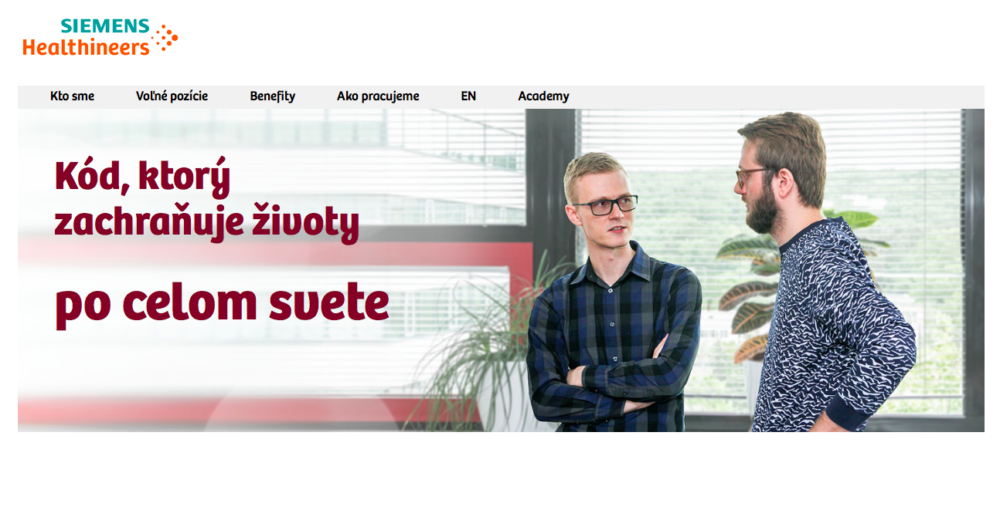 SIEMENS
Healthineers
Kto sme Voľné pozície Benefity Ako pracujeme EN Academy
Kód, ktorý
zachraňuje životy
po celom svete